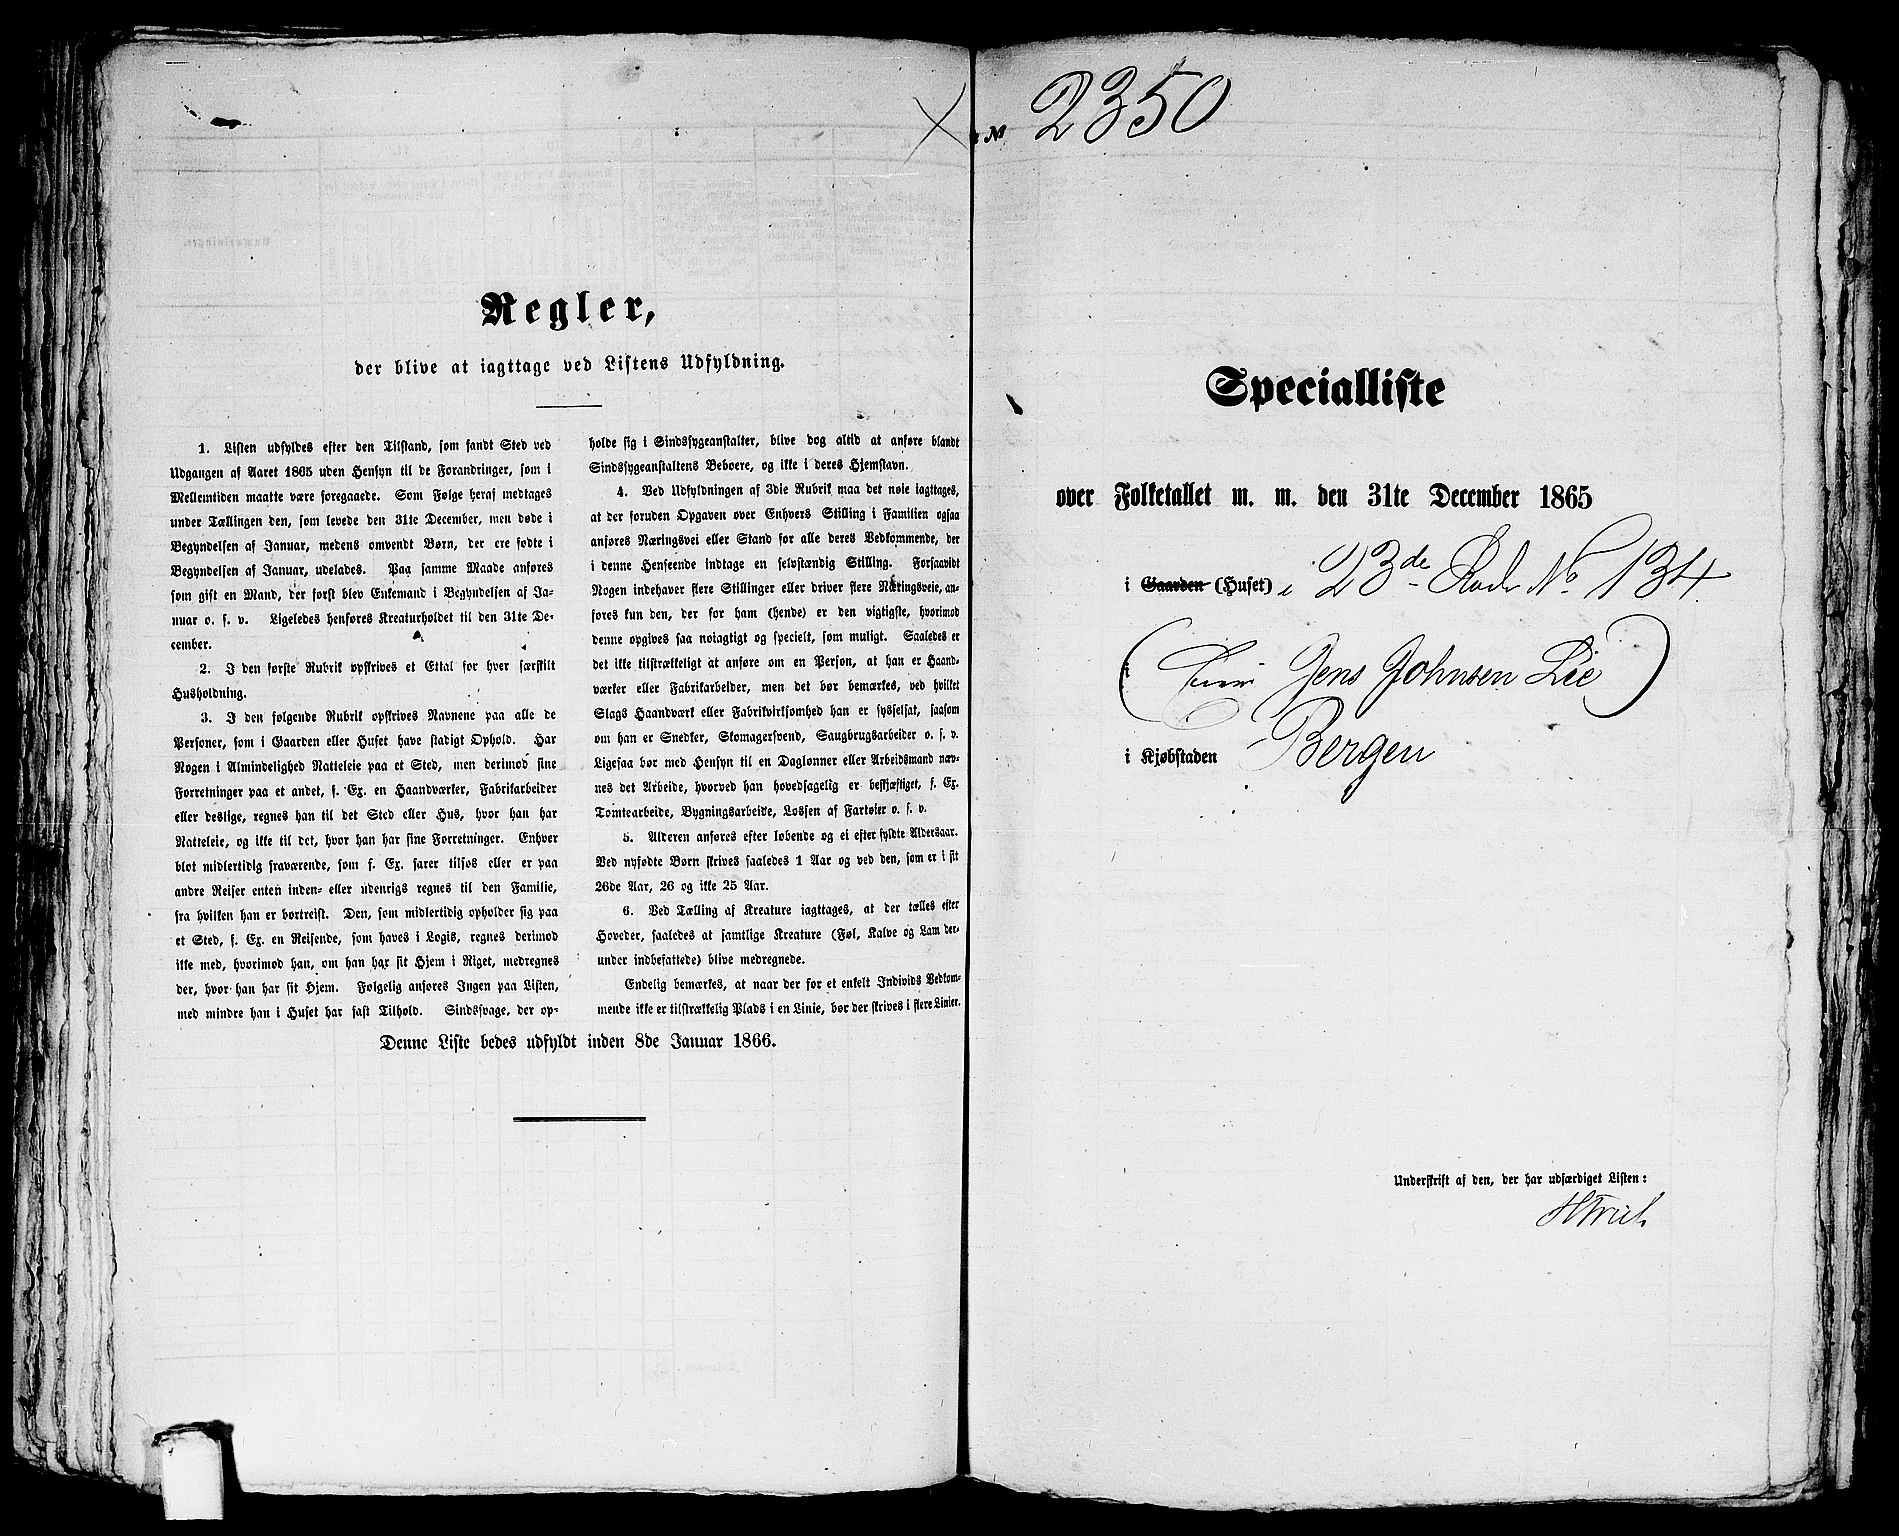 Regler,
der blive at iagttage ved Listens Udfyldning.
1. Listen udfyldes efter den Tilstand, som fandt Sted ved
Udgangen af Aaret 1865 uden Hensyn til de Forandringer, som i
Mellemtiden maatte være foregaaede. Som Følge heraf medtages
under Tællingen den, som levede den 31te December, men døde i
Begyndelsen af Januar, medens omvendt Børn, der ere fødte i
Begyndelsen af Januar, udelades. Paa samme Maade anføres
som gift en Mand, der først blev Enkemand i Begyndelsen af Ja-
nuar o. s. v. Ligeledes henføres Kreaturholdet til den 31te De-
cember.
2. I den første Rubrik opskrives et Ettal for hver særskilt
Husholdning.
3. I den følgende Rubrik opskrives Navnene paa alle de
Personer, som i Gaarden eller Huset have stadigt Ophold. Har
Nogen i Almindelighed Natteleie paa et Sted, men derimod sine
Forretninger paa et andet, f. Ex. en Haandværker, Fabrikarbeider
eller deslige, regnes han til det Sted eller Hus, hvor han har
Natteleie, og ikke til det, hvor han har sine Forretninger. Enhver
blot midlertidig fraværende, som f. Ex. farer tilsøs eller er paa
andre Reiser enten inden- eller udenrigs regnes til den Familie,
fra hvilken han er bortreist. Den, som midlertidig opholder sig paa
et Sted, f. Ex. en Reisende, som haves i Logis, regnes derimod
ikke med, hvorimod han, om han har sit Hjem i Riget, medregnes
der, hvor han har sit Hjem. Følgelig anføres Ingen paa Listen,
med mindre han i Huset har fast Tilhold. Sindssvage, der op-
holde sig i Sindssygeanstalter, blive dog altid at anføre blandt
Sindssygeanstaltens Beboere, og ikke i deres Hjemstavn.
4. Ved Udfyldningen af 3die Rubrik maa det nøie iagttages,
at der foruden Opgaven over Enhvers Stilling i Familien ogsaa
anføres Næringsvei eller Stand for alle deres Vedkommende, der
i denne Henseende indtage en selvstændig Stilling. Forsaavidt
Nogen indehaver flere Stillinger eller driver flere Næringsveie, an-
føres kun den, der for ham (hende) er den vigtigste, hvorimod
denne opgives saa nøiagtigt og specielt, som muligt. Saaledes er
det ikke tilstrækkeligt at anføre om en Person, at han er Haand-
værker eller Fabrikarbeider, men det bør bemærkes, ved hvilket
Slags Haandværk eller Fabrikvirksomhed han er sysselsat, saasom
om han er Snedker, Skomagersvend, Saugbrugsarbeider o. s. v.
Ligesaa bør med Hensyn til en Daglønner eller Arbeidsmand næv-
nes det Arbeide, hvorved han hovedsagelig er beskjæftiget, f. Ex.
Tomtearbeide, Bygningsarbeide, Lossen af Fartøier o. s. v.
5. Alderen anføres efter løbende og ei efter fyldte Aldersaar.
Ved nyfødte Børn skrives saaledes 1 Aar og ved den, som er i sit
26de Aar, 26 og ikke 25 Aar.
6. Ved Tælling af Kreature iagttages, at der tælles efter
Hoveder, saaledes at samtlige Kreature (Føl, Kalve og Lam der-
under indbefattede) blive medregnede.
Endelig bemærkes, at naar der for et enkelt Individs Vedkom-
mende ikke er tilstrækkelig Plads i en Linie, bør der skrives i flere Linier.
Denne Liste bedes udfyldt inden 8de Januar 1866.
№ 2350
Specialliste
over Folketallet m. m. den 31te December 1865
i Gaarden (Huset) i 23de Rode No. 134
( Jens Johnsen Lie )
i Kjøbstaden Bergen
Underskrift af den, der har udfærdiget Listen: